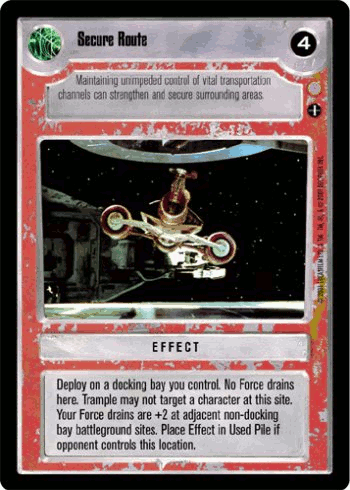 Secure Route
4
Maintaining unimpeded control of vital transportation
channels can strengthen and secure surrounding areas.
EFFECT
Deploy on a docking bay you control. No Force drains
here. Trample may not target a character at this site.
Your Force drains are +2 at adjacent non-docking
bay battleground sites. Place Effect in Used Pile if
opponent controls this location.